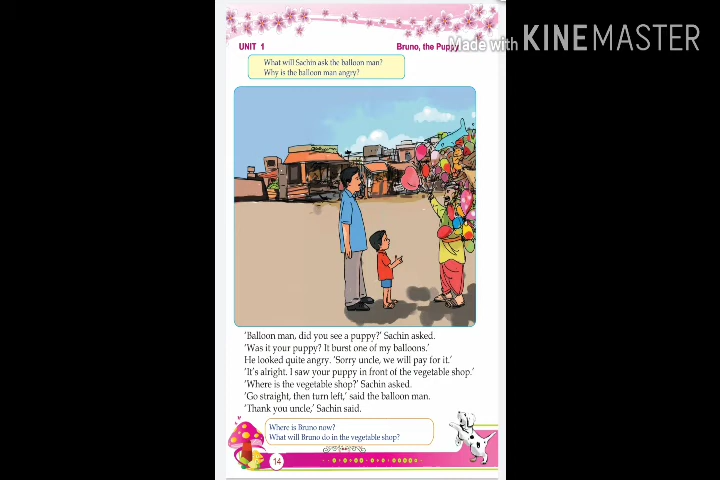 UNIT 1
Bruno, the Puppy
Made with KINEMASTER
What will Sachin ask the balloon man?
Why is the balloon man angry?
'Balloon man, did you see a puppy?' Sachin asked.
'Was it your puppy? It burst one of my balloons.'
He looked quite angry. 'Sorry uncle, we will pay for it.'
'It's alright. I saw your puppy in front of the vegetable shop.'
'Where is the vegetable shop?' Sachin asked.
'Go straight, then turn left,' said the balloon man.
'Thank you uncle,' Sachin said.
Where is Bruno now?
What will Bruno do in the vegetable shop?
14